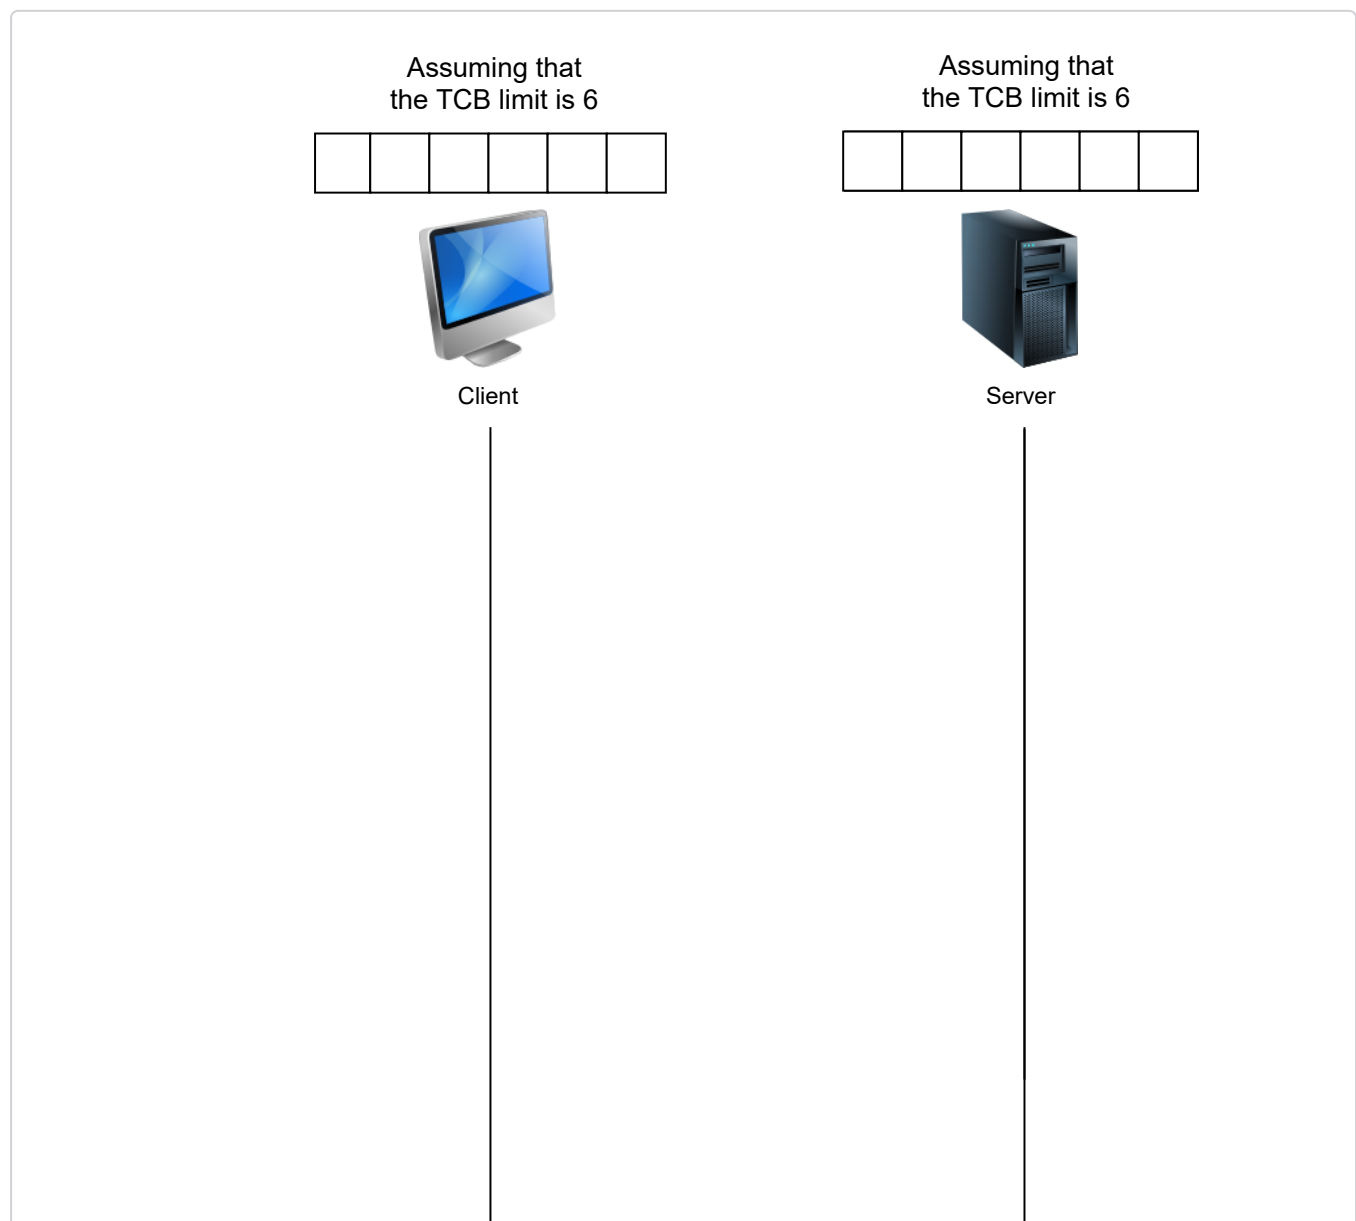 Assuming that
the TCB limit is 6
Assuming that
the TCB limit is 6
Client
Server